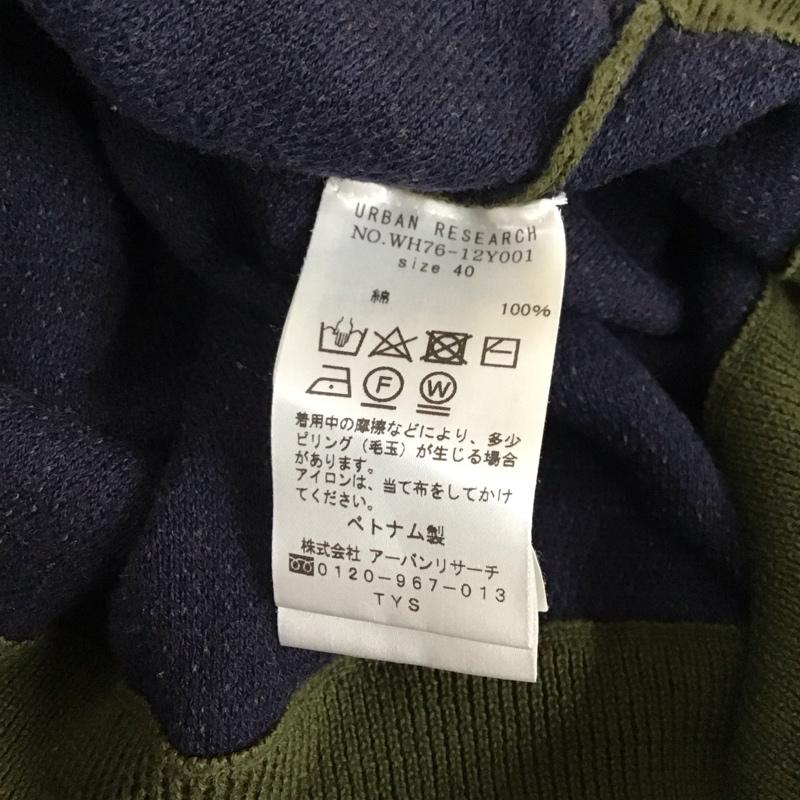 URBAN RESEARCH
NO.WH76-12Y001
size 40
綿 100%
F W
着用中の摩擦などにより、多少
ピリング（毛玉）が生じる場合
があります。
アイロンは、当て布をしてかけ
てください。
ベトナム製
株式会社 アーバンリサーチ
0120-967-013
TYS